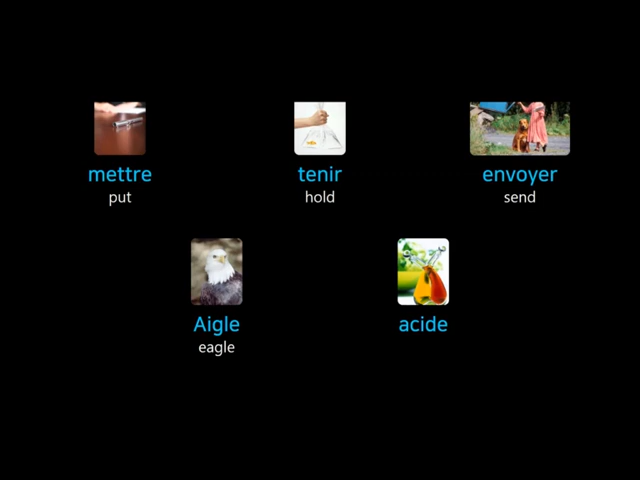 mettre
put
tenir
hold
envoyer
send
Aigle
eagle
acide